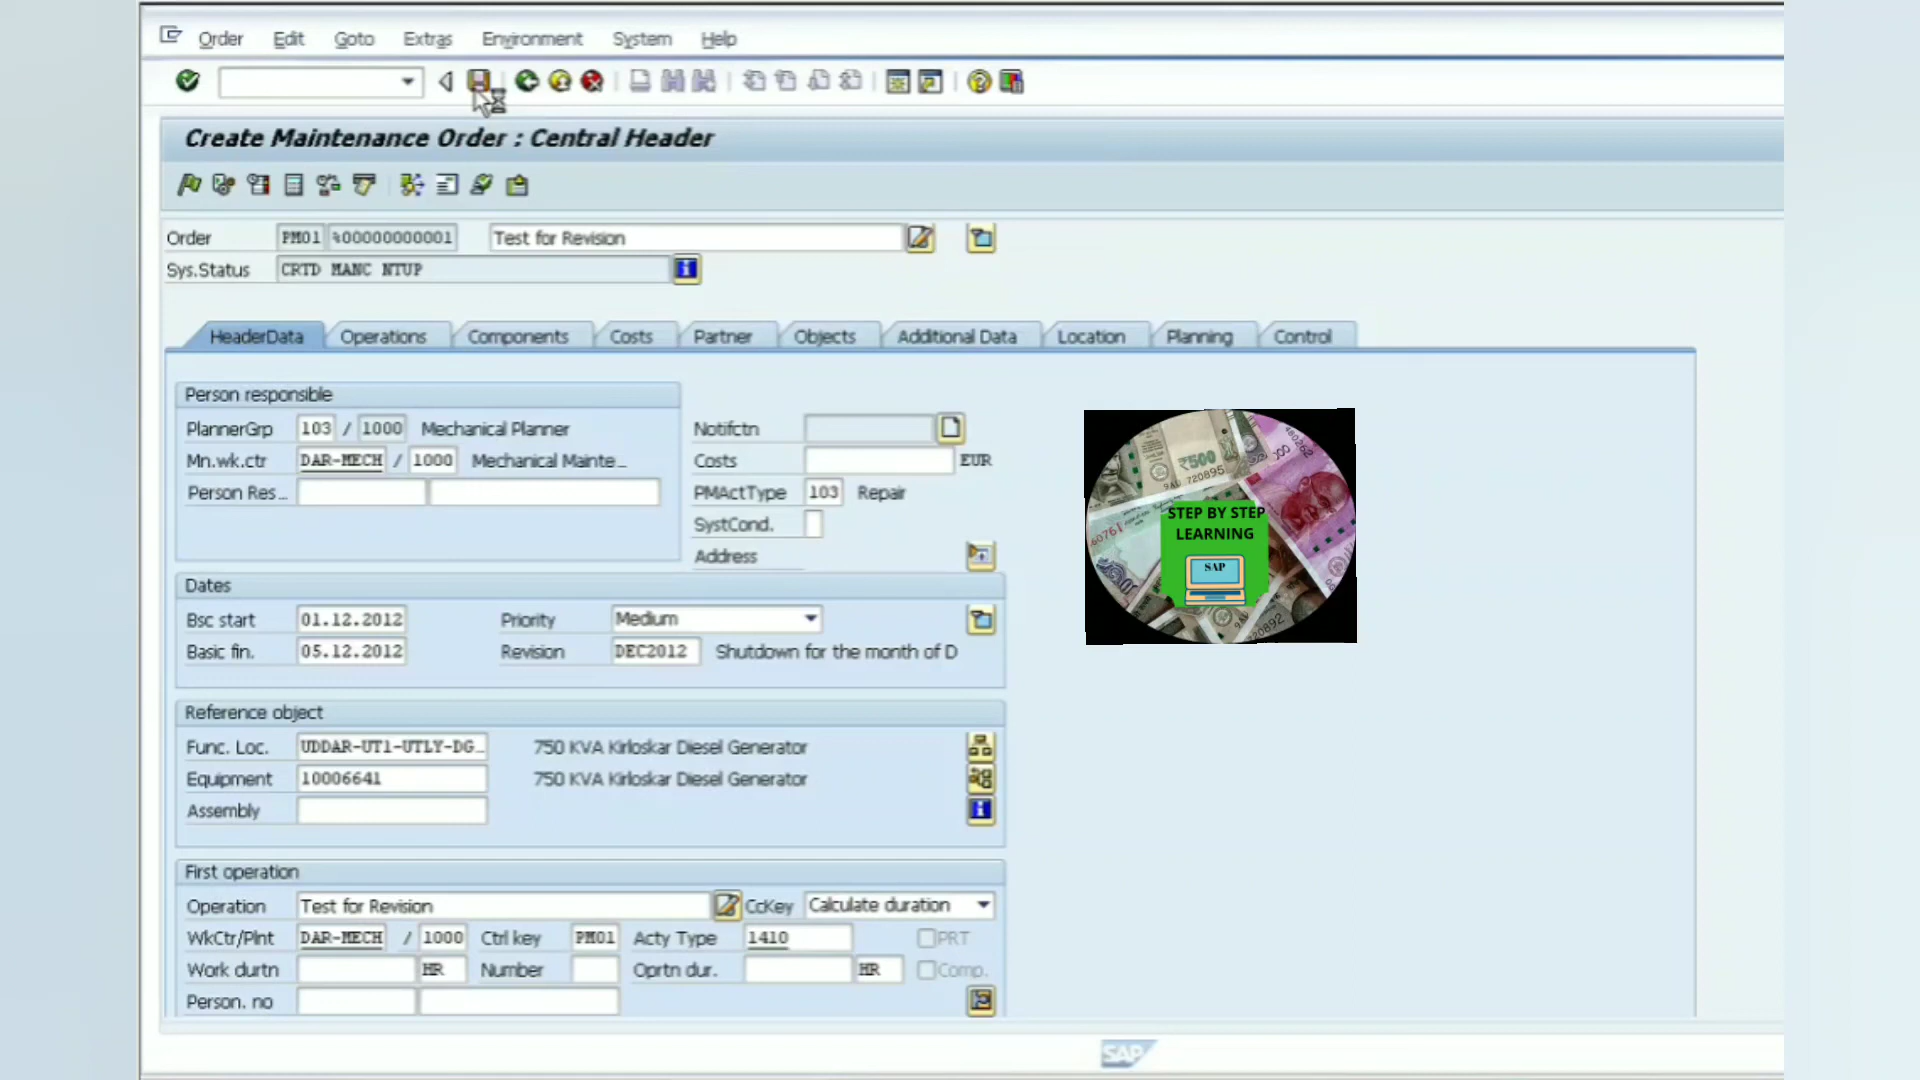 Order Edit Goto Extras Environment System Help
Create Maintenance Order : Central Header
Order PM01 %00000000001 Test for Revision
Sys.Status CRTD MANC NTUP
HeaderData Operations Components Costs Partner Objects Additional Data Location Planning Control
Person responsible
PlannerGrp 103 / 1000 Mechanical Planner
Mn.wk.ctr DAR-MECH / 1000 Mechanical Mainte...
Person Res...
Notifctn
Costs EUR
PMActType 103 Repair
SystCond.
Address
₹500
9AU 720895
STEP BY STEP
LEARNING
SAP
Dates
Bsc start 01.12.2012 Priority Medium
Basic fin. 05.12.2012 Revision DEC2012 Shutdown for the month of D
Reference object
Func. Loc. UDDAR-UT1-UTLY-DG... 750 KVA Kirloskar Diesel Generator
Equipment 10006641 750 KVA Kirloskar Diesel Generator
Assembly
First operation
Operation Test for Revision CcKey Calculate duration
WkCtr/Plnt DAR-MECH / 1000 Ctrl key PM01 Acty Type 1410 PRT
Work durtn HR Number Oprtn dur. HR Comp.
Person. no
SAP